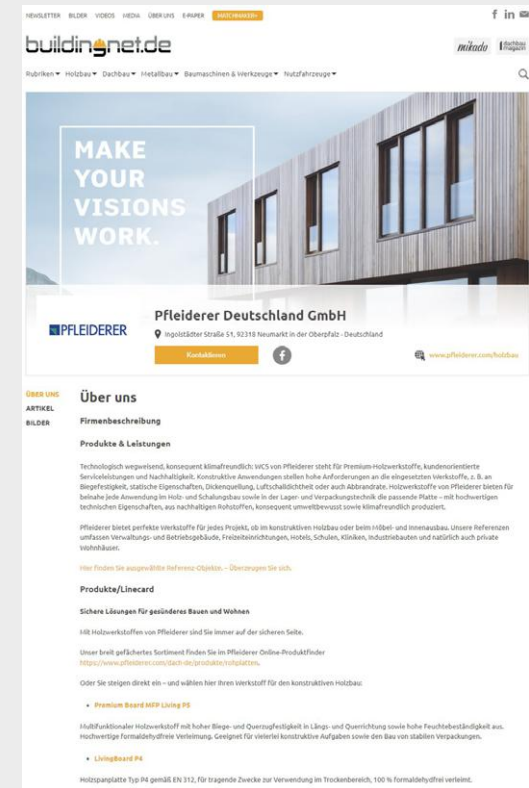 NEWSLETTER BILDER VIDEOS MEDIA ÜBER UNS E-PAPER MATCHMAKER+
buildingnet.de
mikado dachbau magazin
Rubriken Holzbau Dachbau Metallbau Baumaschinen & Werkzeuge Nutzfahrzeuge
MAKE
YOUR
VISIONS
WORK.
PFLEIDERER
Pfleiderer Deutschland GmbH
Ingolstädter Straße 51, 92318 Neumarkt in der Oberpfalz - Deutschland
Kontaktieren
www.pfleiderer.com/holzbau
ÜBER UNS
ARTIKEL
BILDER
Über uns
Firmenbeschreibung
Produkte & Leistungen
Technologisch wegweisend, konsequent klimafreundlich: WCS von Pfleiderer steht für Premium-Holzwerkstoffe, kundenorientierte
Serviceleistungen und Nachhaltigkeit. Konstruktive Anwendungen stellen hohe Anforderungen an die eingesetzten Werkstoffe, z. B. an
Biegefestigkeit, statische Eigenschaften, Dickenquellung, Luftschalldichtheit oder auch Abbrandrate. Holzwerkstoffe von Pfleiderer bieten für
beinahe jede Anwendung im Holz- und Schalungsbau sowie in der Lager- und Verpackungstechnik die passende Platte – mit hochwertigen
technischen Eigenschaften, aus nachhaltigen Rohstoffen, konsequent umweltbewusst sowie klimafreundlich produziert.
Pfleiderer bietet perfekte Werkstoffe für jedes Projekt, ob im konstruktiven Holzbau oder beim Möbel- und Innenausbau. Unsere Referenzen
umfassen Verwaltungs- und Betriebsgebäude, Freizeiteinrichtungen, Hotels, Schulen, Kliniken, Industriebauten und natürlich auch private
Wohnhäuser.
Hier finden Sie ausgewählte Referenz-Objekte. – Überzeugen Sie sich.
Produkte/Linecard
Sichere Lösungen für gesünderes Bauen und Wohnen
Mit Holzwerkstoffen von Pfleiderer sind Sie immer auf der sicheren Seite.
Unser breit gefächertes Sortiment finden Sie im Pfleiderer Online-Produktfinder
https://www.pfleiderer.com/dach-de/produkte/rohplatten.
Oder Sie steigen direkt ein – und wählen hier Ihren Werkstoff für den konstruktiven Holzbau:
• Premium Board MFP Living P5
Multifunktionaler Holzwerkstoff mit hoher Biege- und Querzugfestigkeit in Längs- und Querrichtung sowie hohe Feuchtebeständigkeit aus.
Hochwertige formaldehydfreie Verleimung. Geeignet für vielerlei konstruktive Aufgaben sowie den Bau von stabilen Verpackungen.
• LivingBoard P4
Holzspanplatte Typ P4 gemäß EN 312, für tragende Zwecke zur Verwendung im Trockenbereich, 100 % formaldehydfrei verleimt.